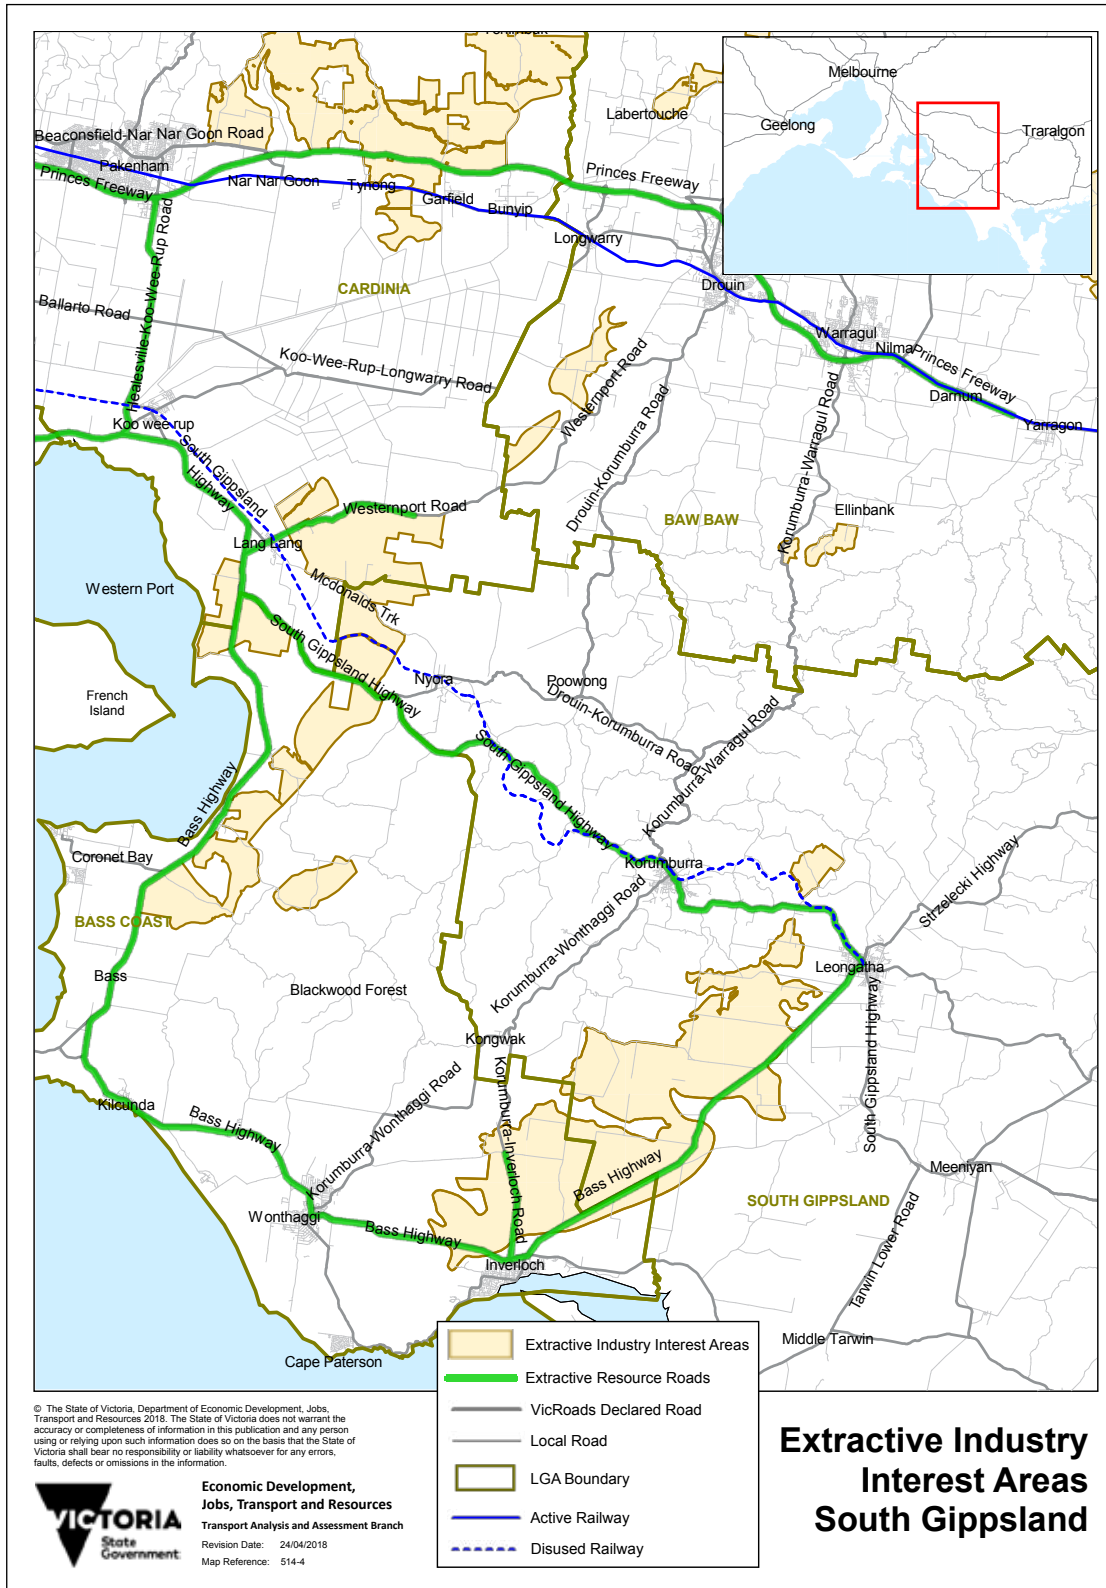 Tonimbuk
Labertouche
Melbourne
Geelong
Traralgon
Beaconsfield-Nar Nar Goon Road
Pakenham
Princes Freeway
Nar Nar Goon
Tynong
Garfield
Bunyip
Princes Freeway
Longwarry
CARDINIA
Drouin
Healesville-Koo-Wee-Rup Road
Ballarto Road
Koo-Wee-Rup-Longwarry Road
Westernport Road
Drouin-Korumburra Road
Warragul
Nilma
Princes Freeway
Darnum
Yarragon
Korumburra-Warragul Road
Koo wee rup
South Gippsland
Highway
Westernport Road
Lang Lang
BAW BAW
Ellinbank
Western Port
Mcdonalds Trk
South Gippsland Highway
French
Island
Nyora
Poowong
Drouin-Korumburra Road
Korumburra-Warragul Road
South Gippsland Highway
Bass Highway
Coronet Bay
Korumburra
Strzelecki Highway
BASS COAST
Korumburra-Wonthaggi Road
Leongatha
Bass
Blackwood Forest
Kongwak
South Gippsland Highway
Kilcunda
Bass Highway
Korumburra-Wonthaggi Road
Korumburra-Inverloch Road
Bass Highway
Meeniyan
SOUTH GIPPSLAND
Wonthaggi
Bass Highway
Inverloch
Tarwin Lower Road
Middle Tarwin
Cape Paterson
Extractive Industry Interest Areas
Extractive Resource Roads
VicRoads Declared Road
Local Road
LGA Boundary
Active Railway
Disused Railway
© The State of Victoria, Department of Economic Development, Jobs,
Transport and Resources 2018. The State of Victoria does not warrant the
accuracy or completeness of information in this publication and any person
using or relying upon such information does so on the basis that the State of
Victoria shall bear no responsibility or liability whatsoever for any errors,
faults, defects or omissions in the information.
VICTORIA
State
Government
Economic Development,
Jobs, Transport and Resources
Transport Analysis and Assessment Branch
Revision Date: 24/04/2018
Map Reference: 514-4
Extractive Industry
Interest Areas
South Gippsland